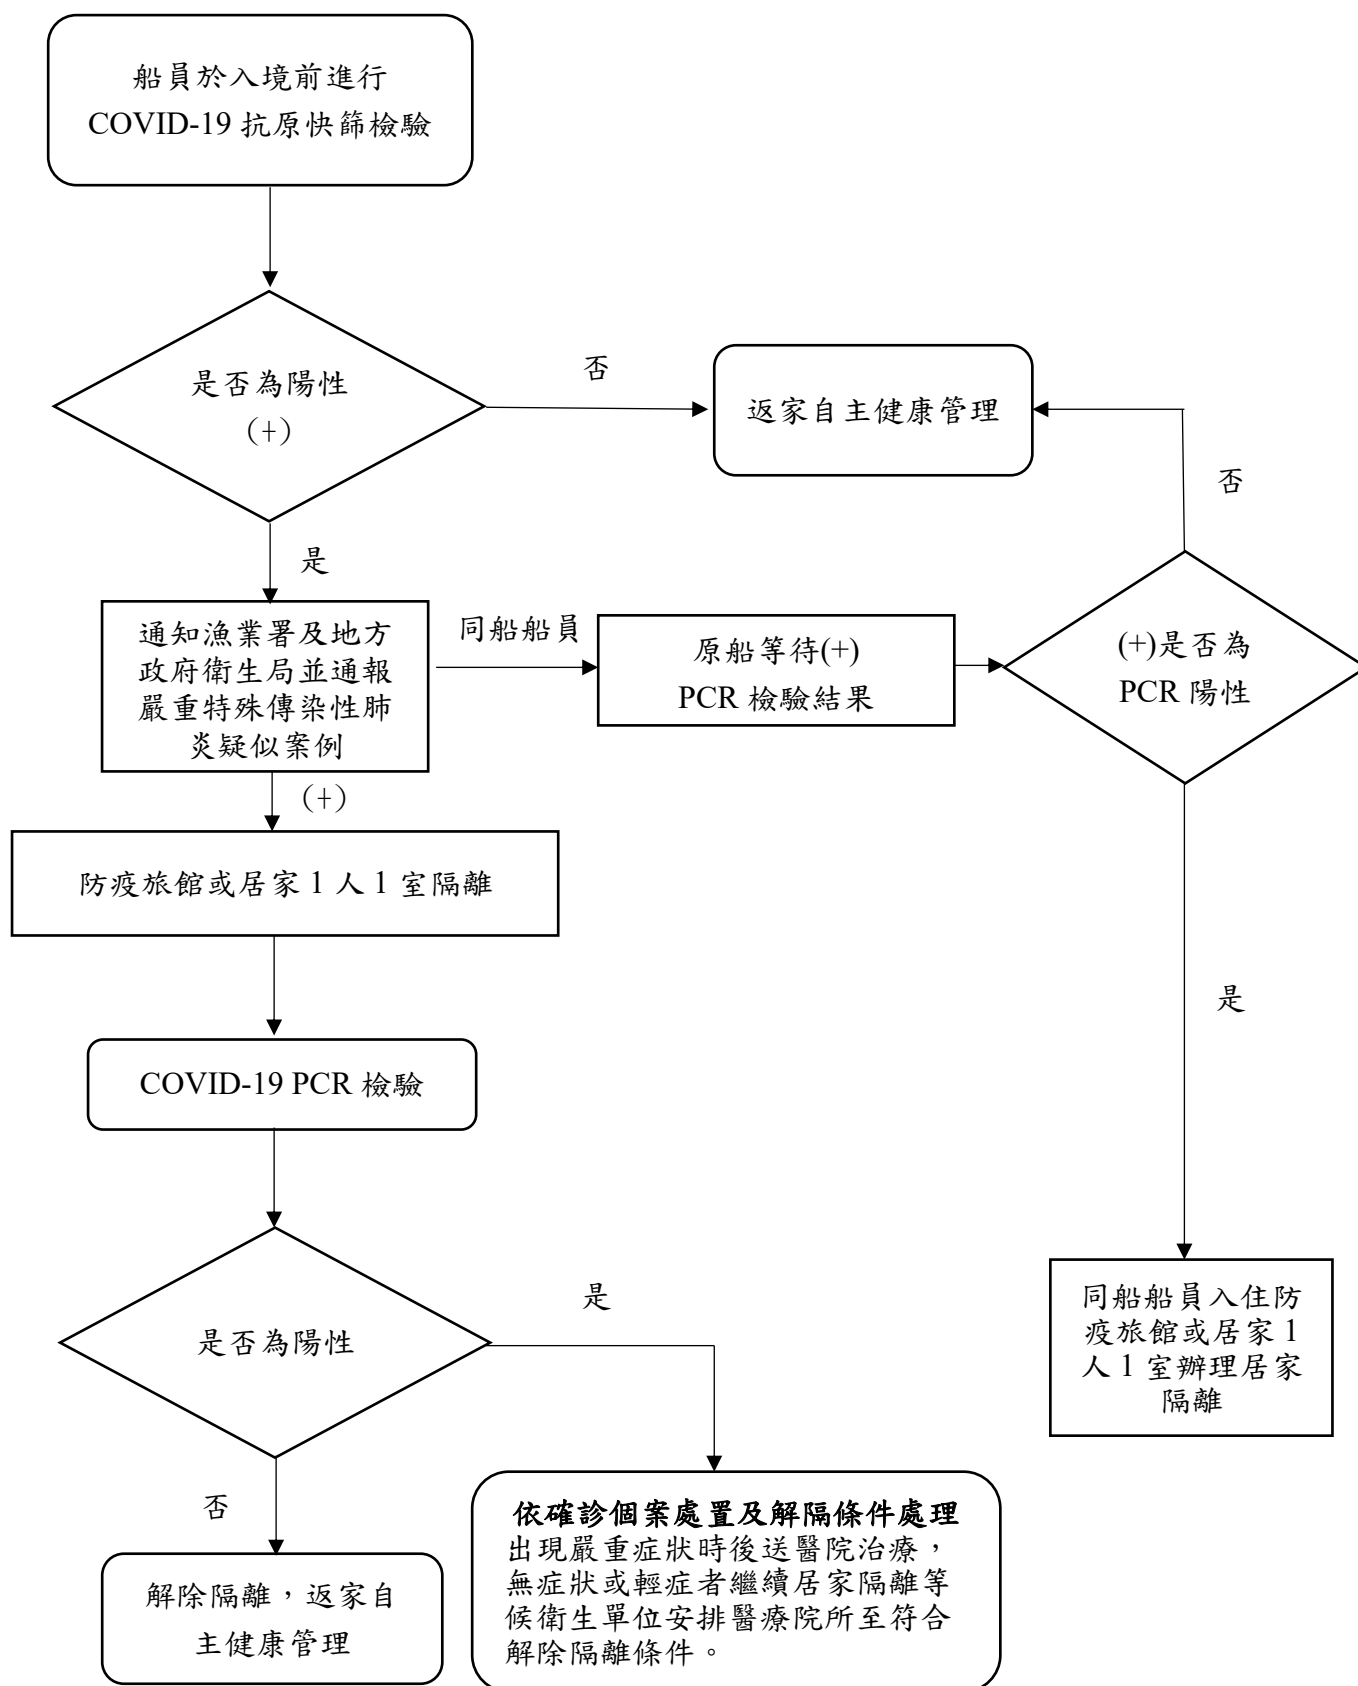 船員於入境前進行
COVID-19 抗原快篩檢驗
是否為陽性
(+)
否
返家自主健康管理
否
是
通知漁業署及地方
政府衛生局並通報
嚴重特殊傳染性肺
炎疑似案例
同船船員
原船等待(+)
PCR 檢驗結果
(+)是否為
PCR 陽性
(+)
防疫旅館或居家 1 人 1 室隔離
是
COVID-19 PCR 檢驗
是否為陽性
是
同船船員入住防
疫旅館或居家 1
人 1 室辦理居家
隔離
否
解除隔離，返家自
主健康管理
依確診個案處置及解隔條件處理
出現嚴重症狀時後送醫院治療，
無症狀或輕症者繼續居家隔離等
候衛生單位安排醫療院所至符合
解除隔離條件。